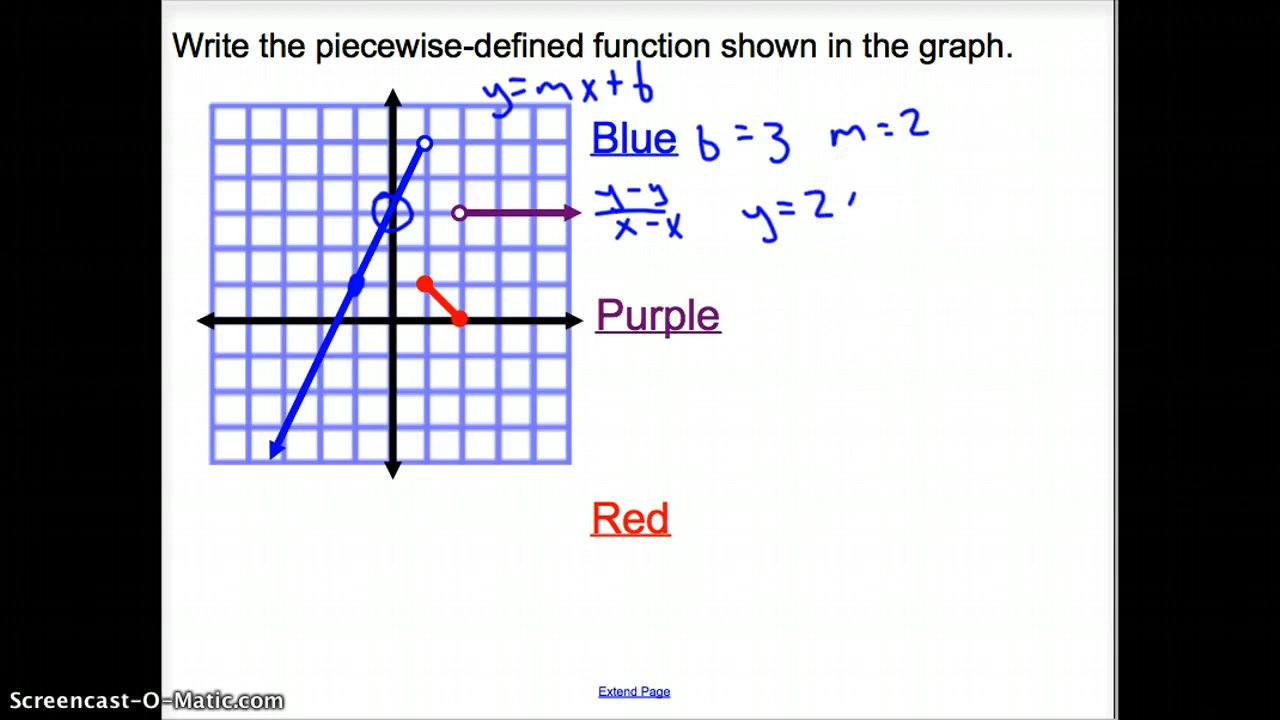 Write the piecewise-defined function shown in the graph.
y=mx+b
Blue b=3 m=2
y-y
x-x
y=2
Purple
Red
Extend Page
Screencast-O-Matic.com